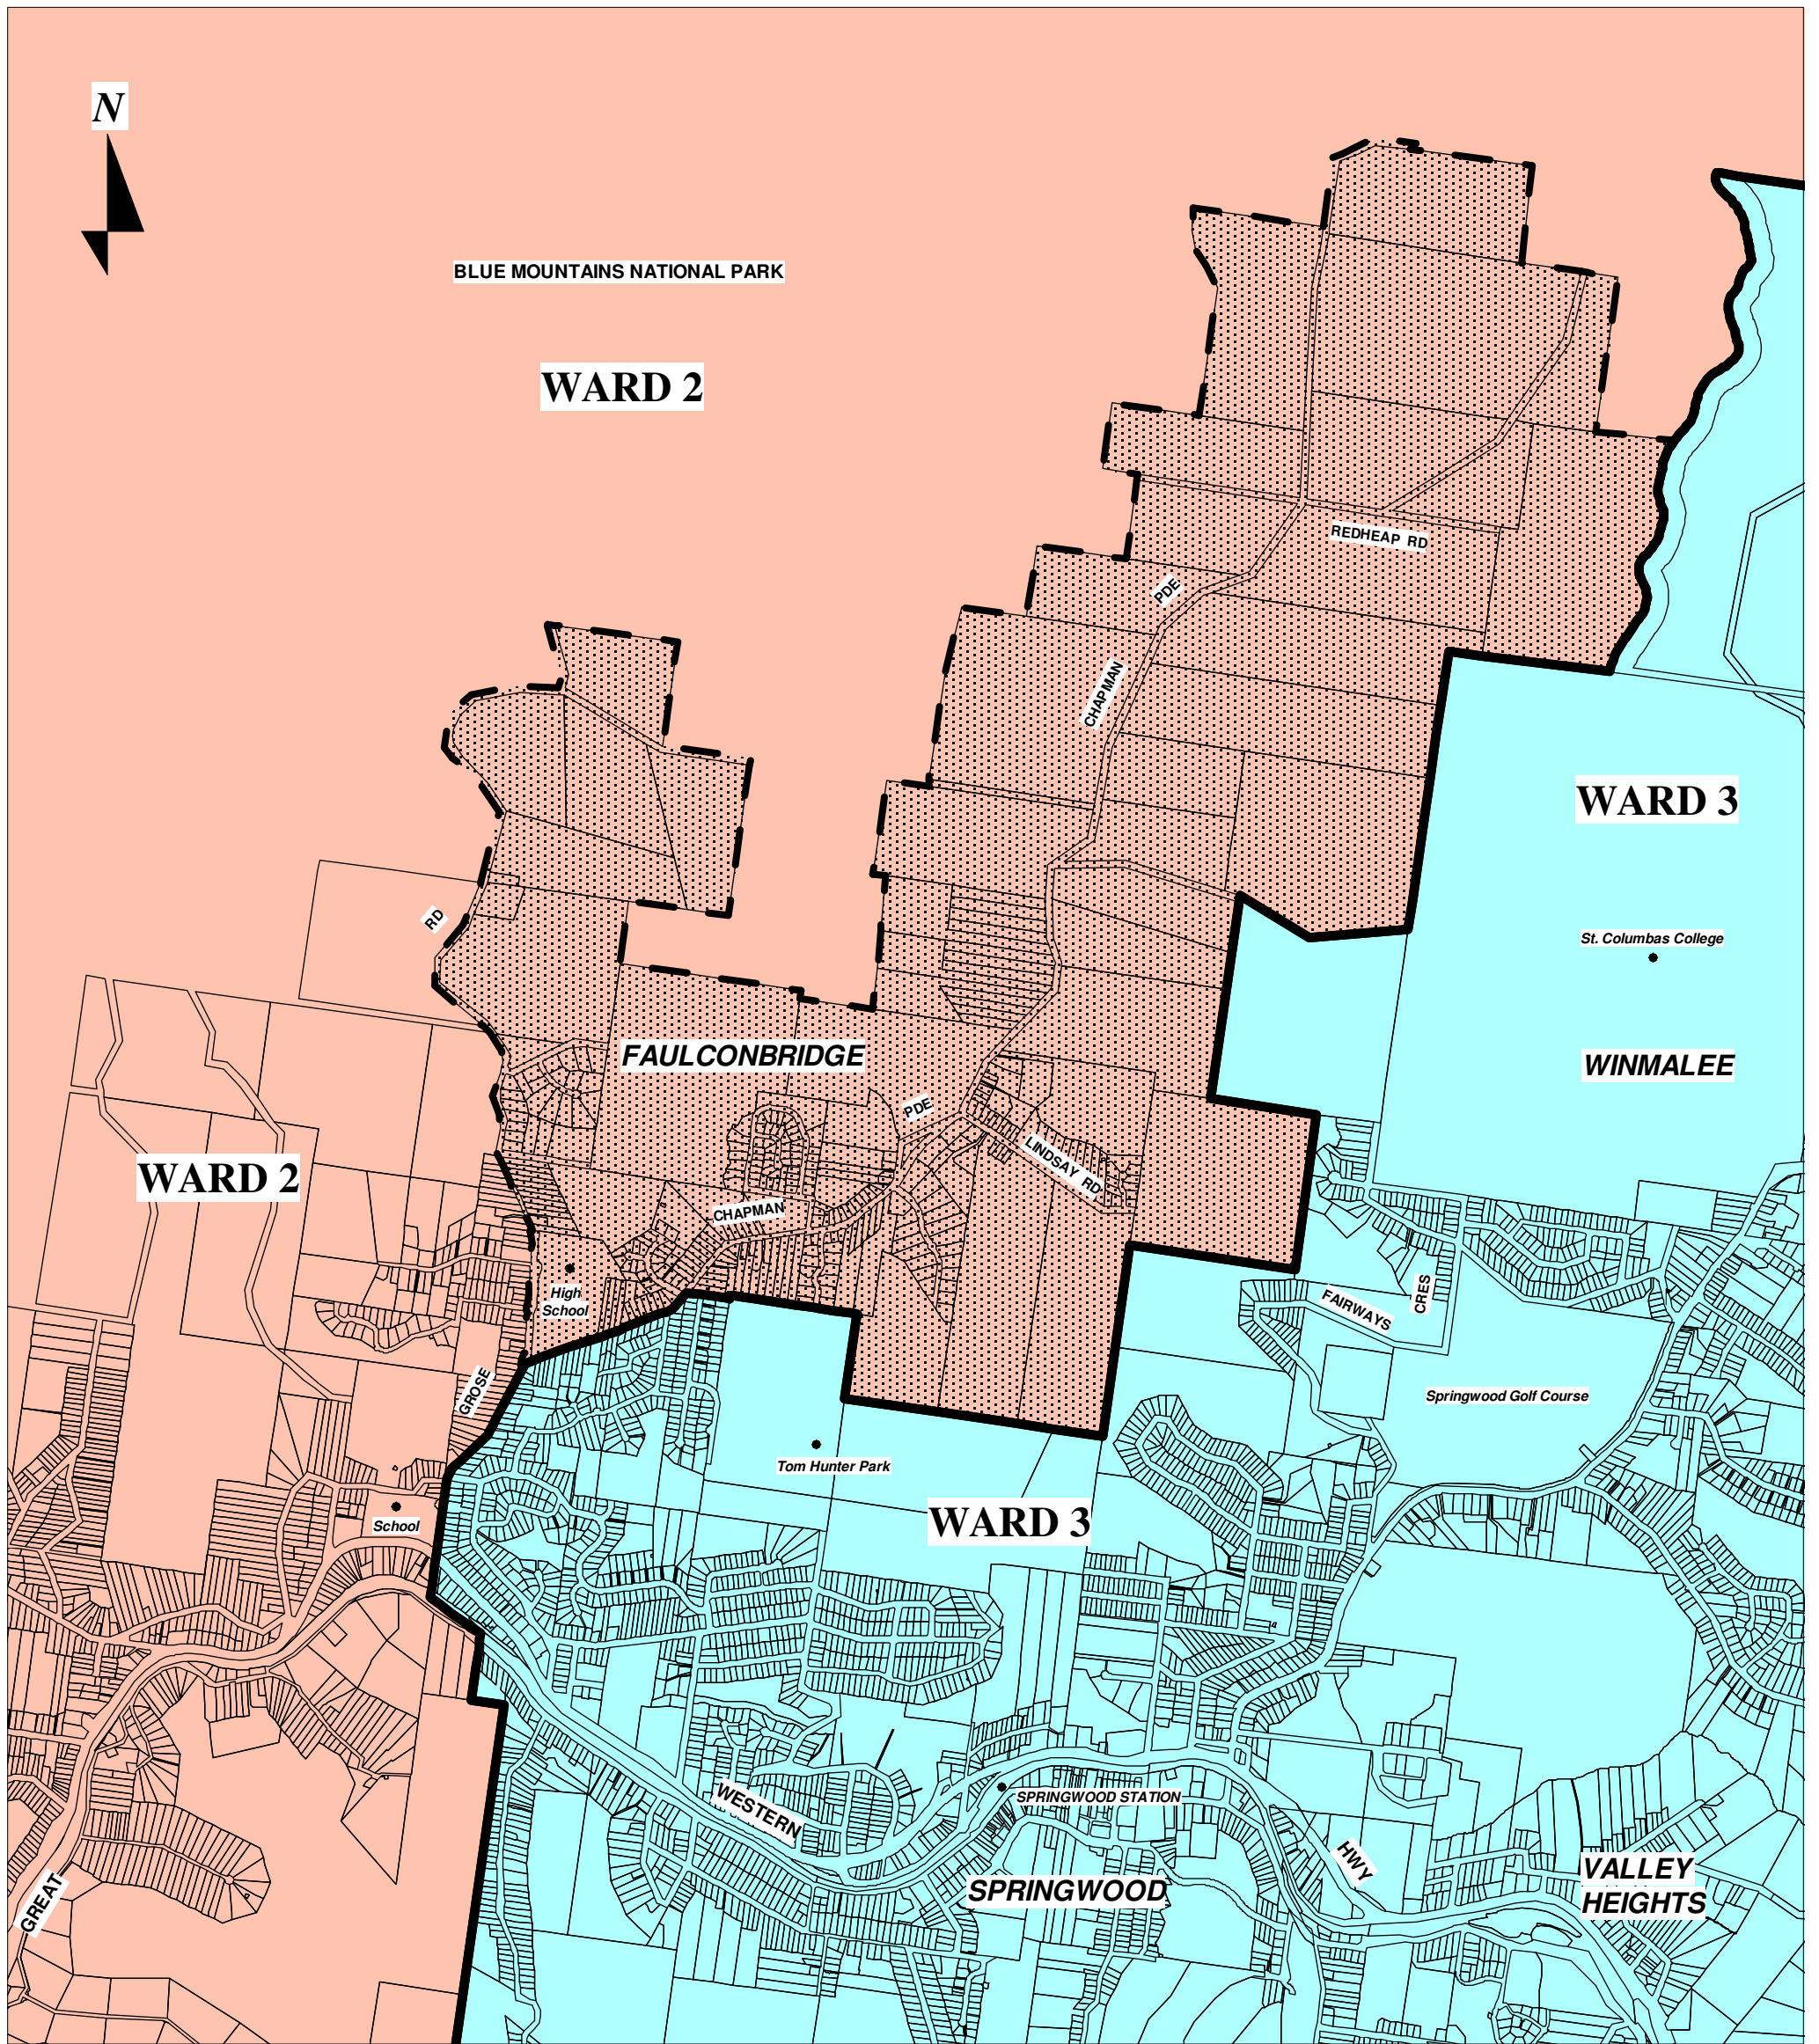 N
BLUE MOUNTAINS NATIONAL PARK
WARD 2
REDHEAP RD
PDE
CHAPMAN
WARD 3
RD
St. Columbas College
FAULCONBRIDGE
WINMALEE
PDE
LINDSAY RD
WARD 2
CHAPMAN
High
School
FAIRWAYS
CRES
GROSE
Springwood Golf Course
Tom Hunter Park
School
WARD 3
SPRINGWOOD STATION
WESTERN
HWY
SPRINGWOOD
VALLEY
HEIGHTS
GREAT